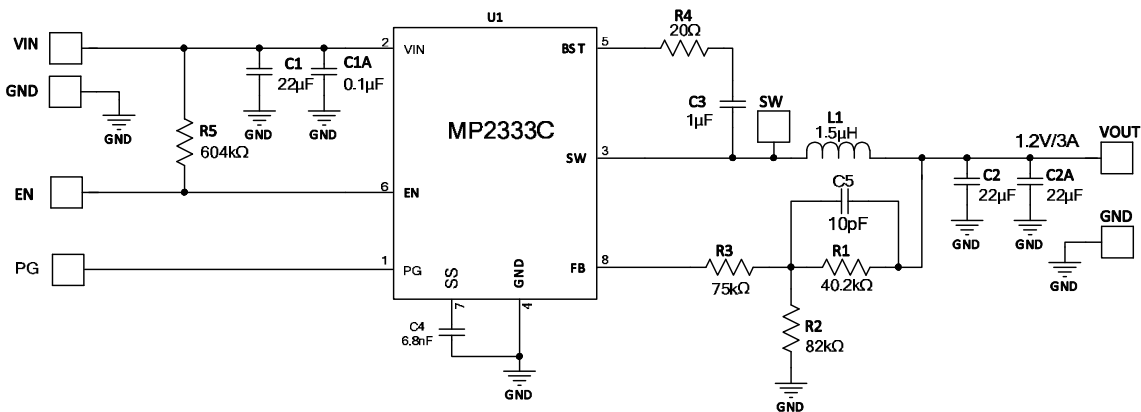 U1
VIN
GND
GND
R5
604kΩ
C1
22µF
GND
C1A
0.1µF
GND
EN
PG
2
VIN
6
EN
1
PG
MP2333C
BST
5
SW
3
FB
8
SS
7
GND
4
C4
6.8nF
GND
R4
20Ω
C3
1µF
SW
L1
1.5µH
1.2V/3A
VOUT
C5
10pF
R3
75kΩ
R1
40.2kΩ
R2
82kΩ
GND
C2
22µF
GND
C2A
22µF
GND
GND
GND